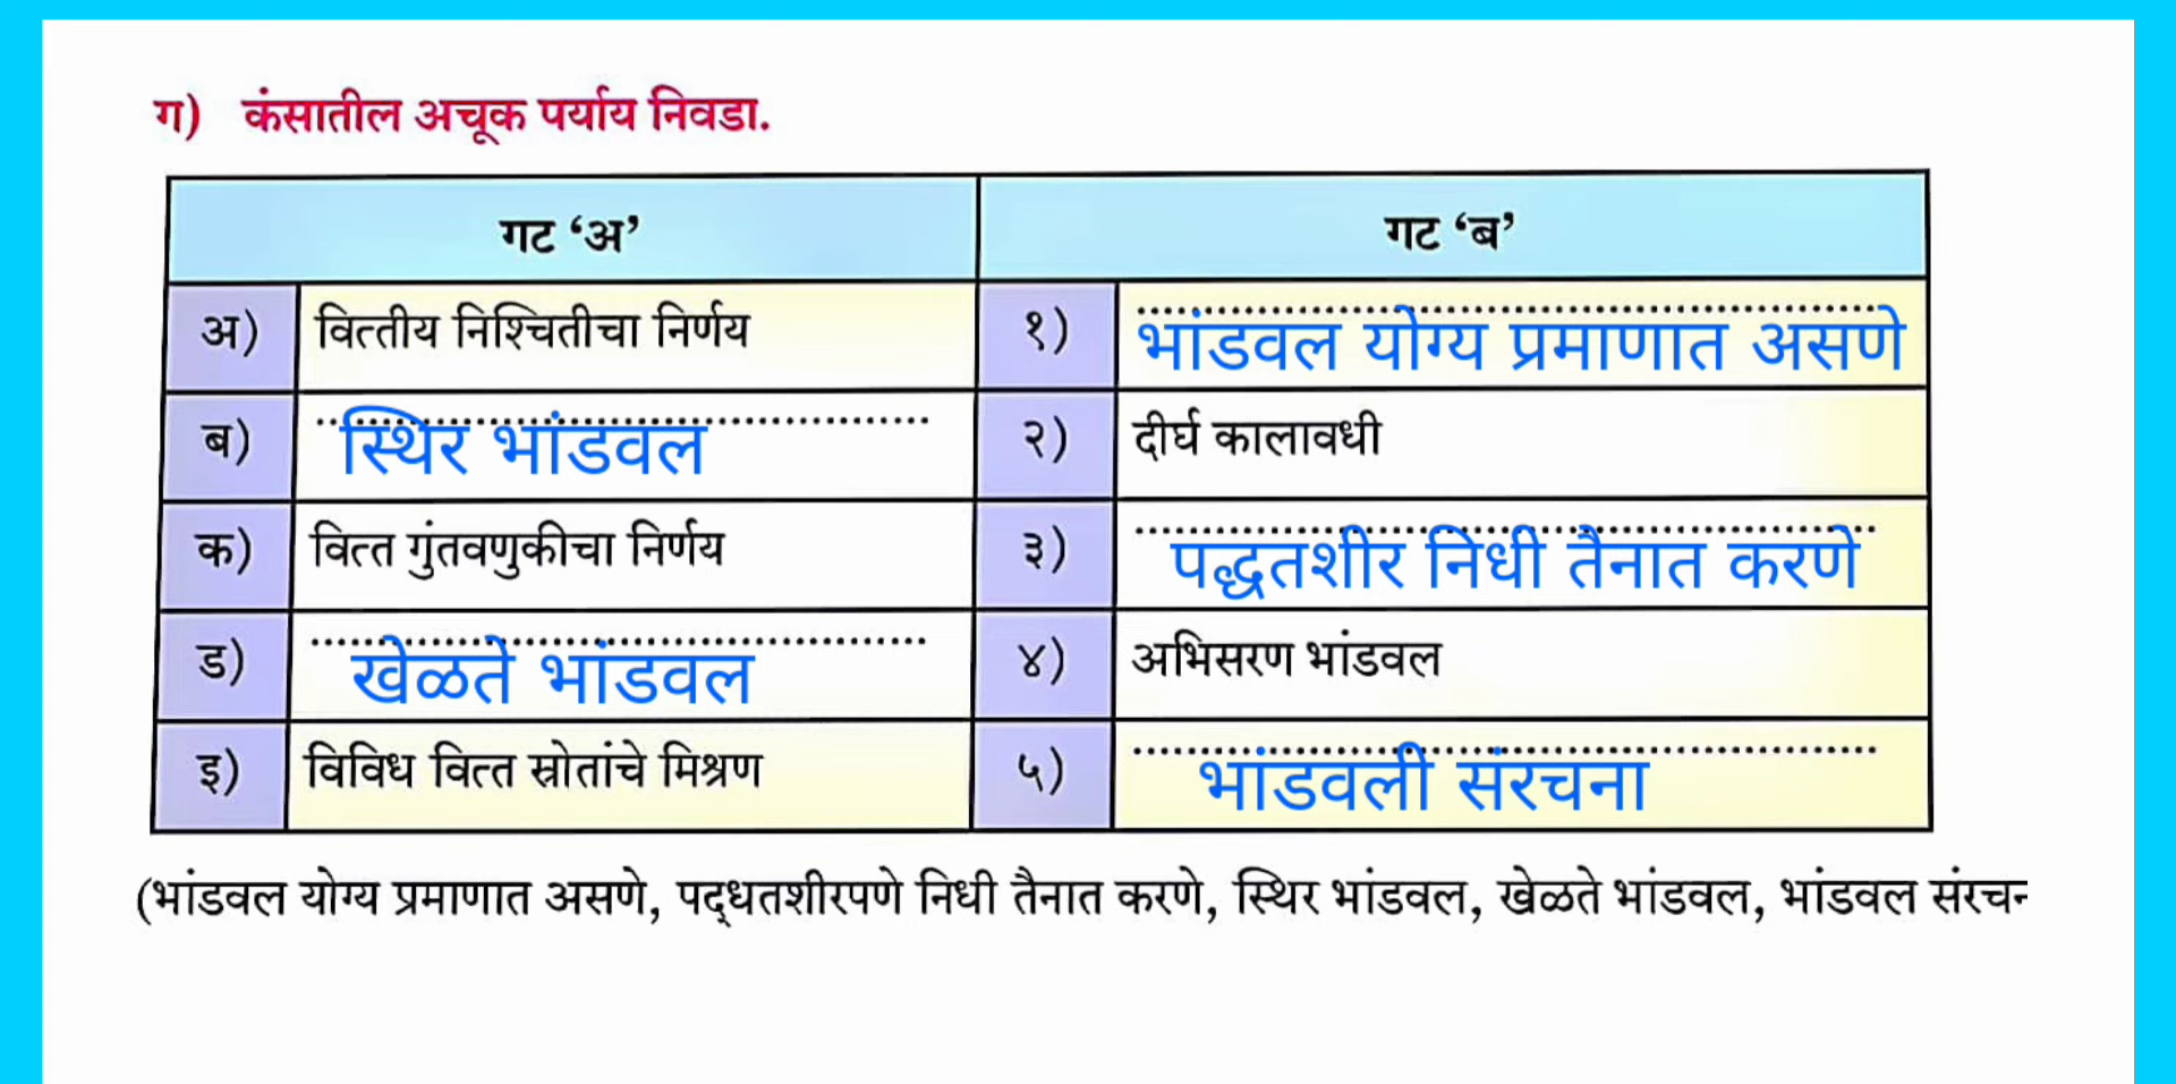 ग) कंसातील अचूक पर्याय निवडा.
गट ‘अ’ गट ‘ब’
अ) वित्तीय निश्चितीचा निर्णय १) भांडवल योग्य प्रमाणात असणे
ब) स्थिर भांडवल २) दीर्घ कालावधी
क) वित्त गुंतवणुकीचा निर्णय ३) पद्धतशीर निधी तैनात करणे
ड) खेळते भांडवल ४) अभिसरण भांडवल
इ) विविध वित्त स्रोतांचे मिश्रण ५) भांडवली संरचना
(भांडवल योग्य प्रमाणात असणे, पद्धतशीरपणे निधी तैनात करणे, स्थिर भांडवल, खेळते भांडवल, भांडवल